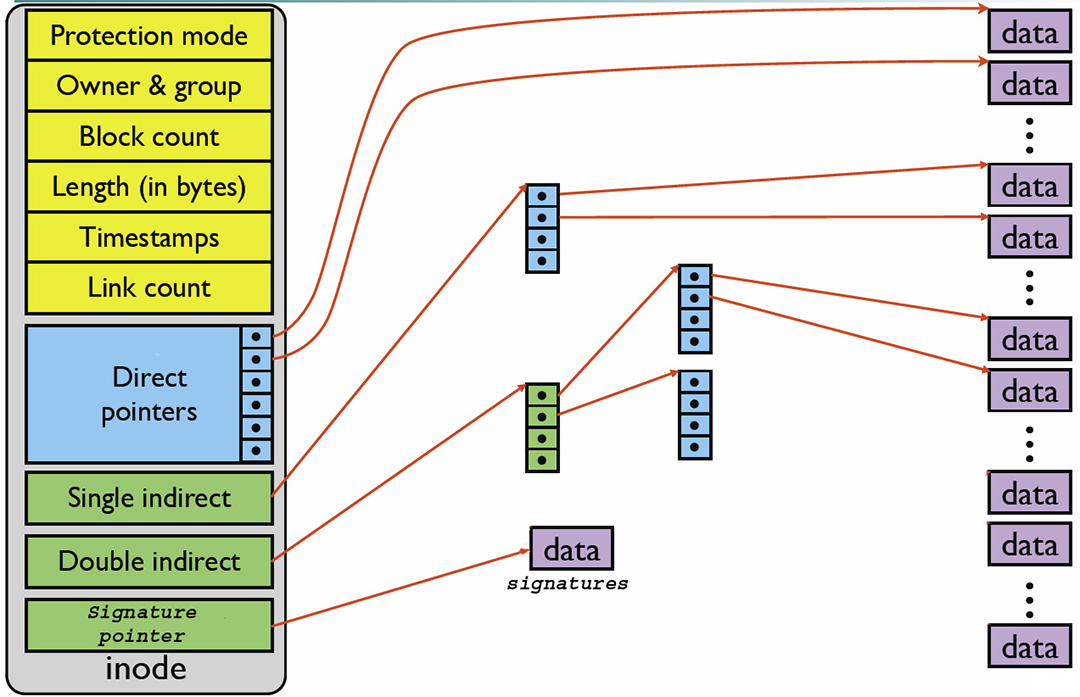 Protection mode
Owner & group
Block count
Length (in bytes)
Timestamps
Link count
Direct
pointers
Single indirect
Double indirect
Signature
pointer
inode
data
signatures
data
data
data
data
data
data
data
data
data